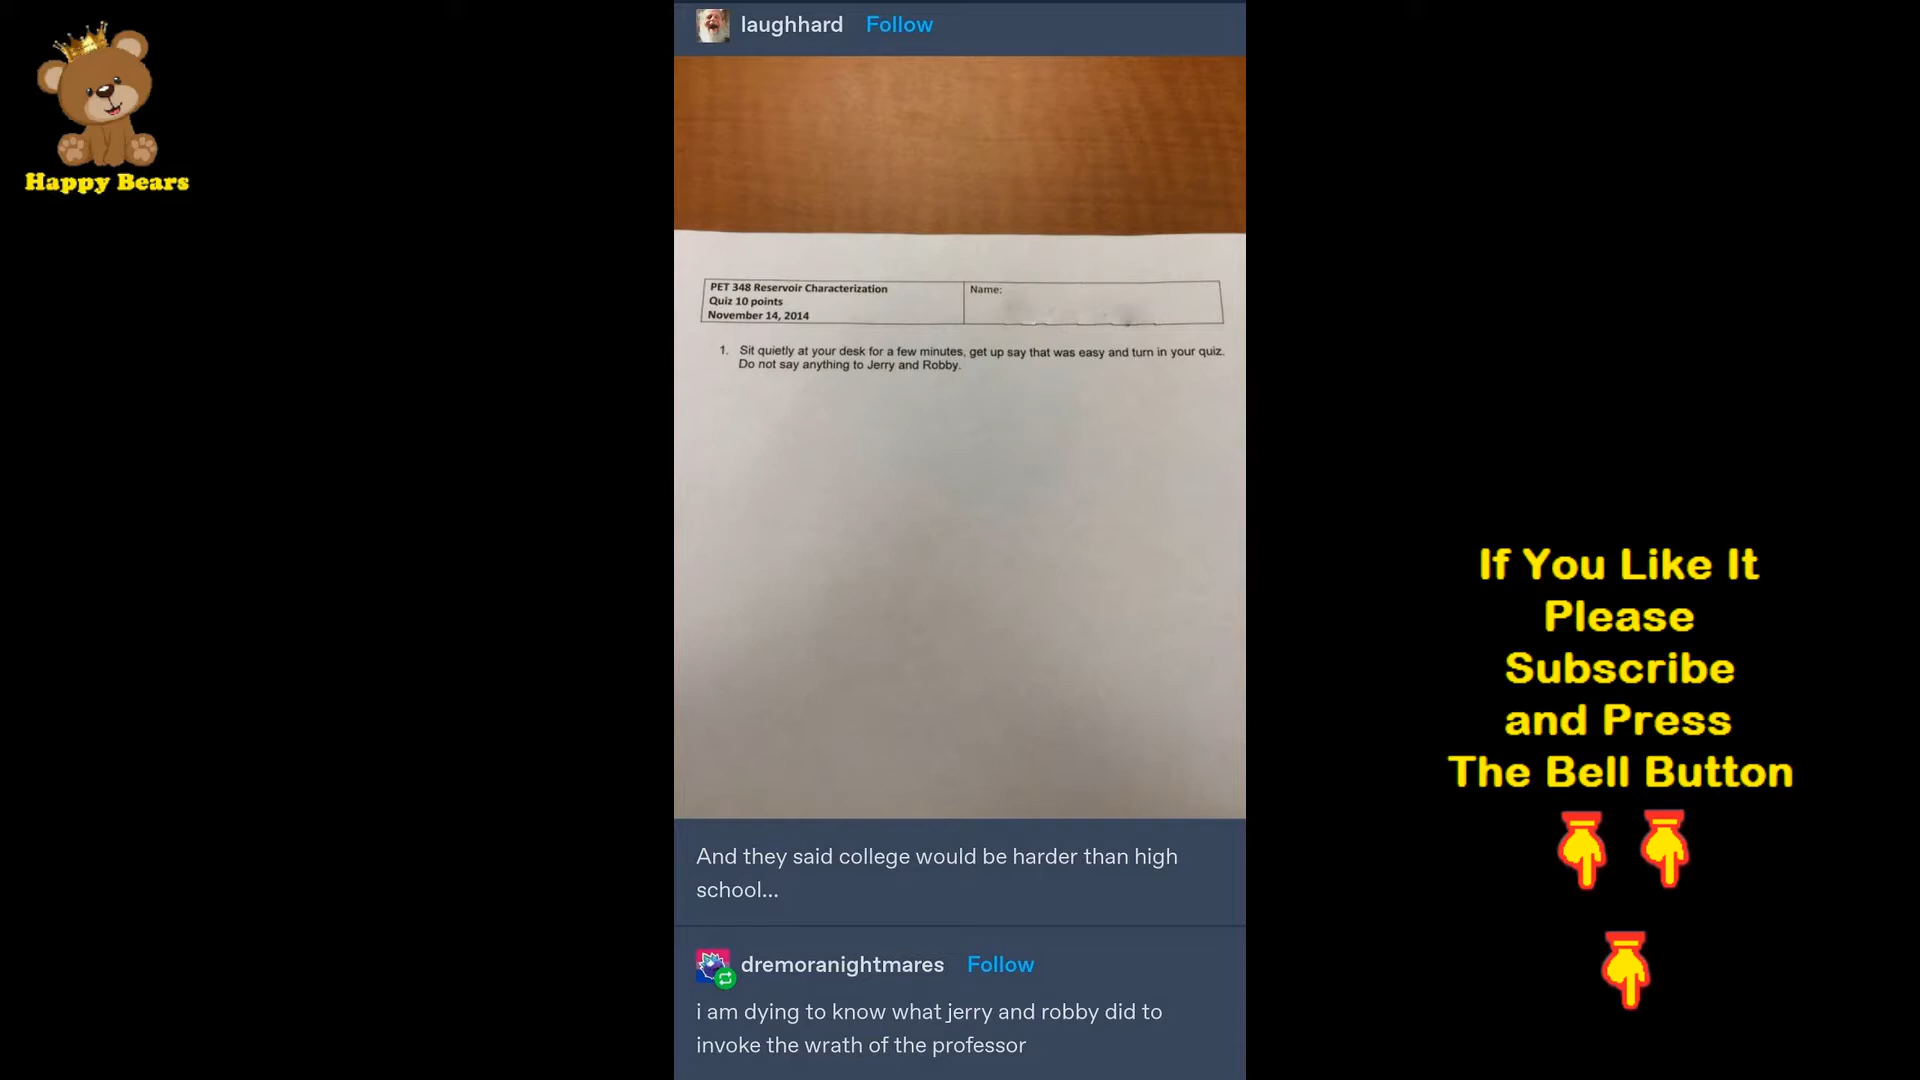 laughhard Follow
Happy Bears
PET 348 Reservoir Characterization
Quiz 10 points
November 14, 2014
Name:
1. Sit quietly at your desk for a few minutes, get up say that was easy and turn in your quiz.
Do not say anything to Jerry and Robby.
And they said college would be harder than high
school...
dremoranightmares Follow
i am dying to know what jerry and robby did to
invoke the wrath of the professor
If You Like It
Please
Subscribe
and Press
The Bell Button